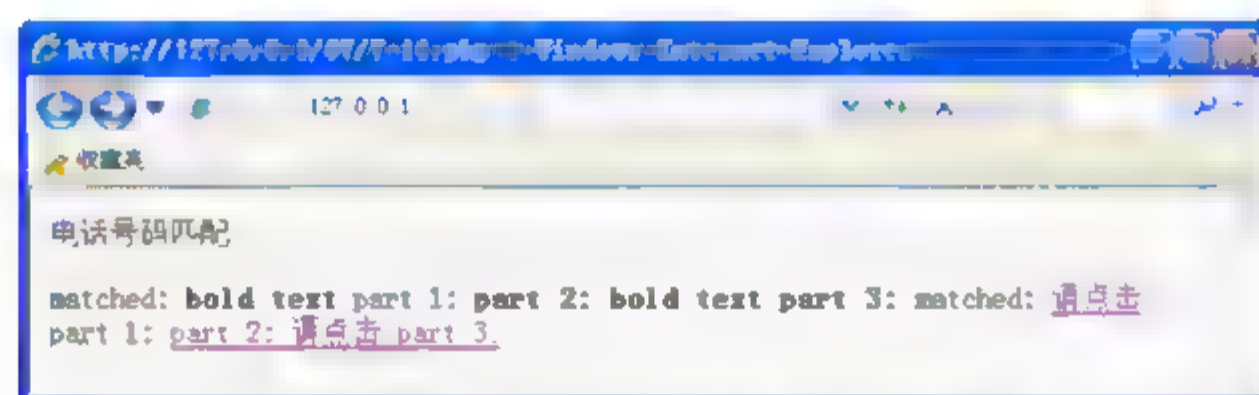 127 0 0 1
收藏夹
电话号码匹配
matched: bold text part 1: part 2: bold text part 3: matched: 请点击
part 1: part 2: 请点击 part 3: